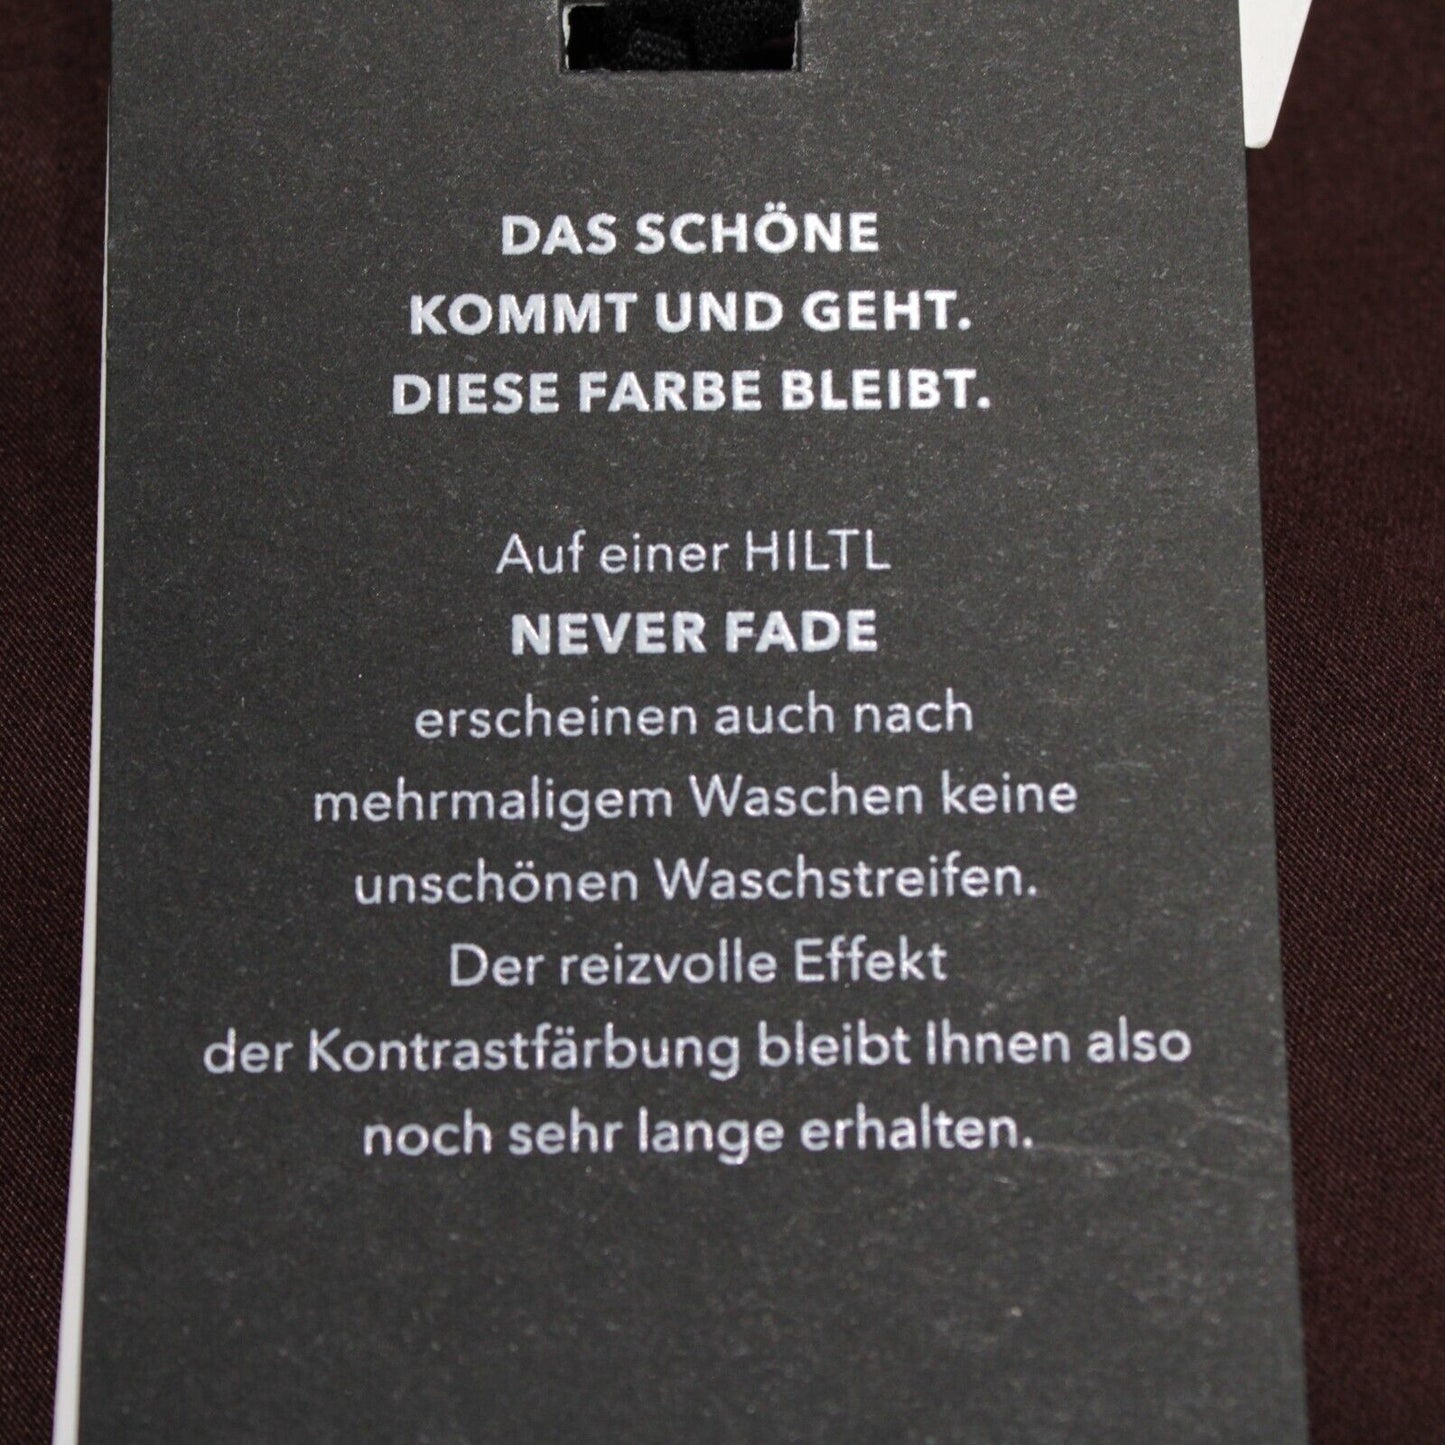 DAS SCHÖNE
KOMMT UND GEHT.
DIESE FARBE BLEIBT.
Auf einer HILTL
NEVER FADE
erscheinen auch nach
mehrmaligem Waschen keine
unschönen Waschstreifen.
Der reizvolle Effekt
der Kontrastfärbung bleibt Ihnen also
noch sehr lange erhalten.